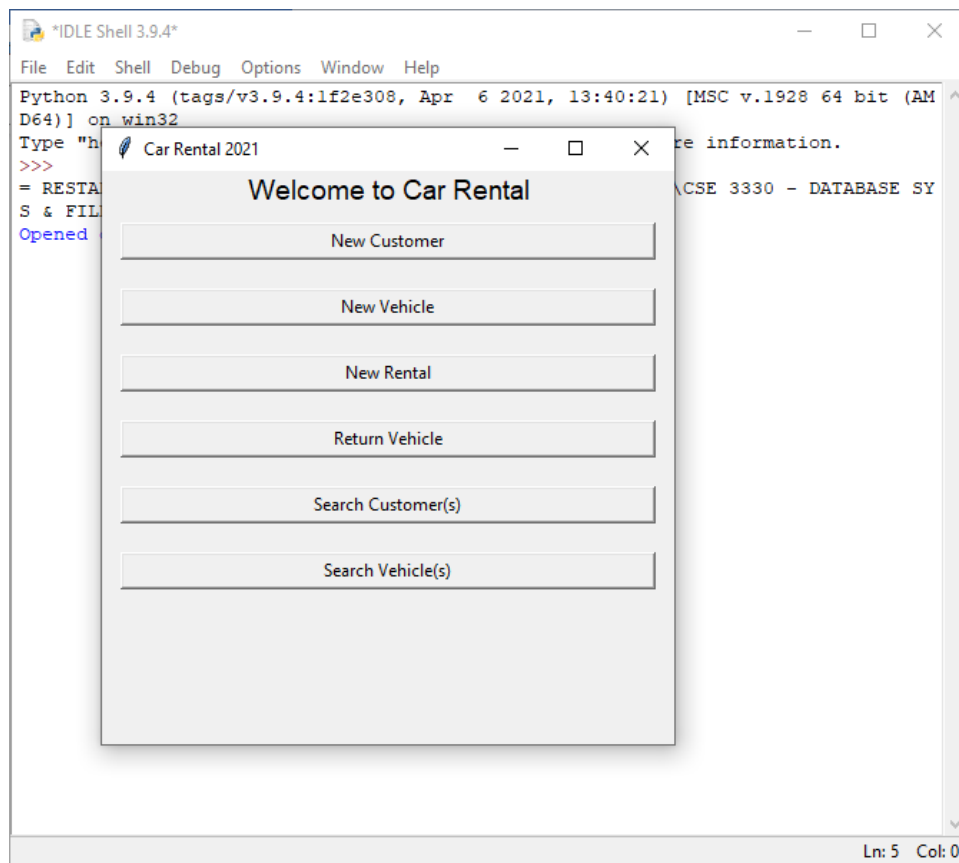 *IDLE Shell 3.9.4*
File Edit Shell Debug Options Window Help
Python 3.9.4 (tags/v3.9.4:1f2e308, Apr  6 2021, 13:40:21) [MSC v.1928 64 bit (AM
D64)] on win32
Type "h re information.
>>>
= RESTA \CSE 3330 - DATABASE SY
S & FIL
Opened
Car Rental 2021
Welcome to Car Rental
New Customer
New Vehicle
New Rental
Return Vehicle
Search Customer(s)
Search Vehicle(s)
Ln: 5 Col: 0